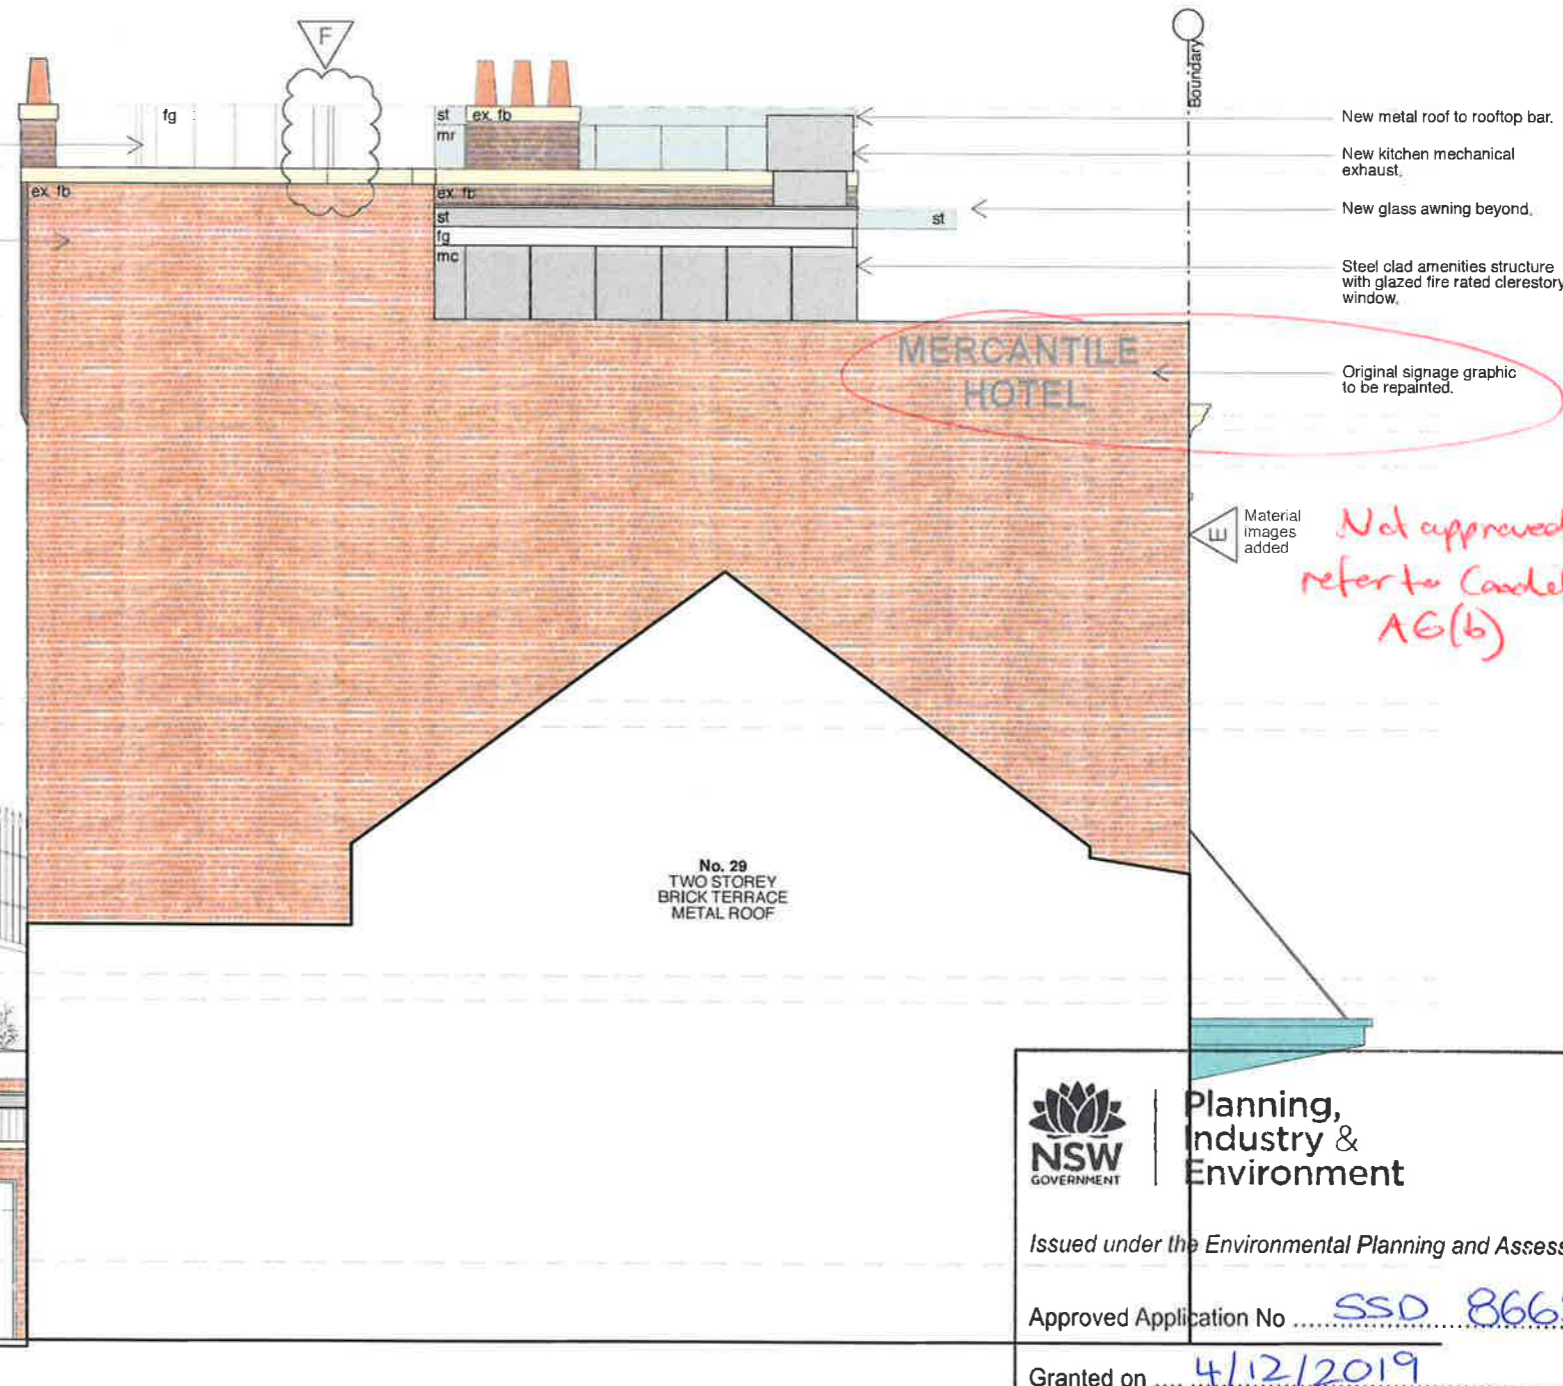 F
Boundary
fg
st
ex. fb
mr
New metal roof to rooftop bar.
New kitchen mechanical
exhaust.
ex. fb
ex. fb
st
st
New glass awning beyond.
fg
mc
Steel clad amenities structure
with glazed fire rated clerestory
window.
MERCANTILE
HOTEL
Original signage graphic
to be repainted.
E
Material
images
added
Not approved
refer to
A6(b)
No. 29
TWO STOREY
BRICK TERRACE
METAL ROOF
NSW
GOVERNMENT
Planning,
Industry &
Environment
Issued under the Environmental Planning and Assess
Approved Application No SSD 866
Granted on 4/12/2019